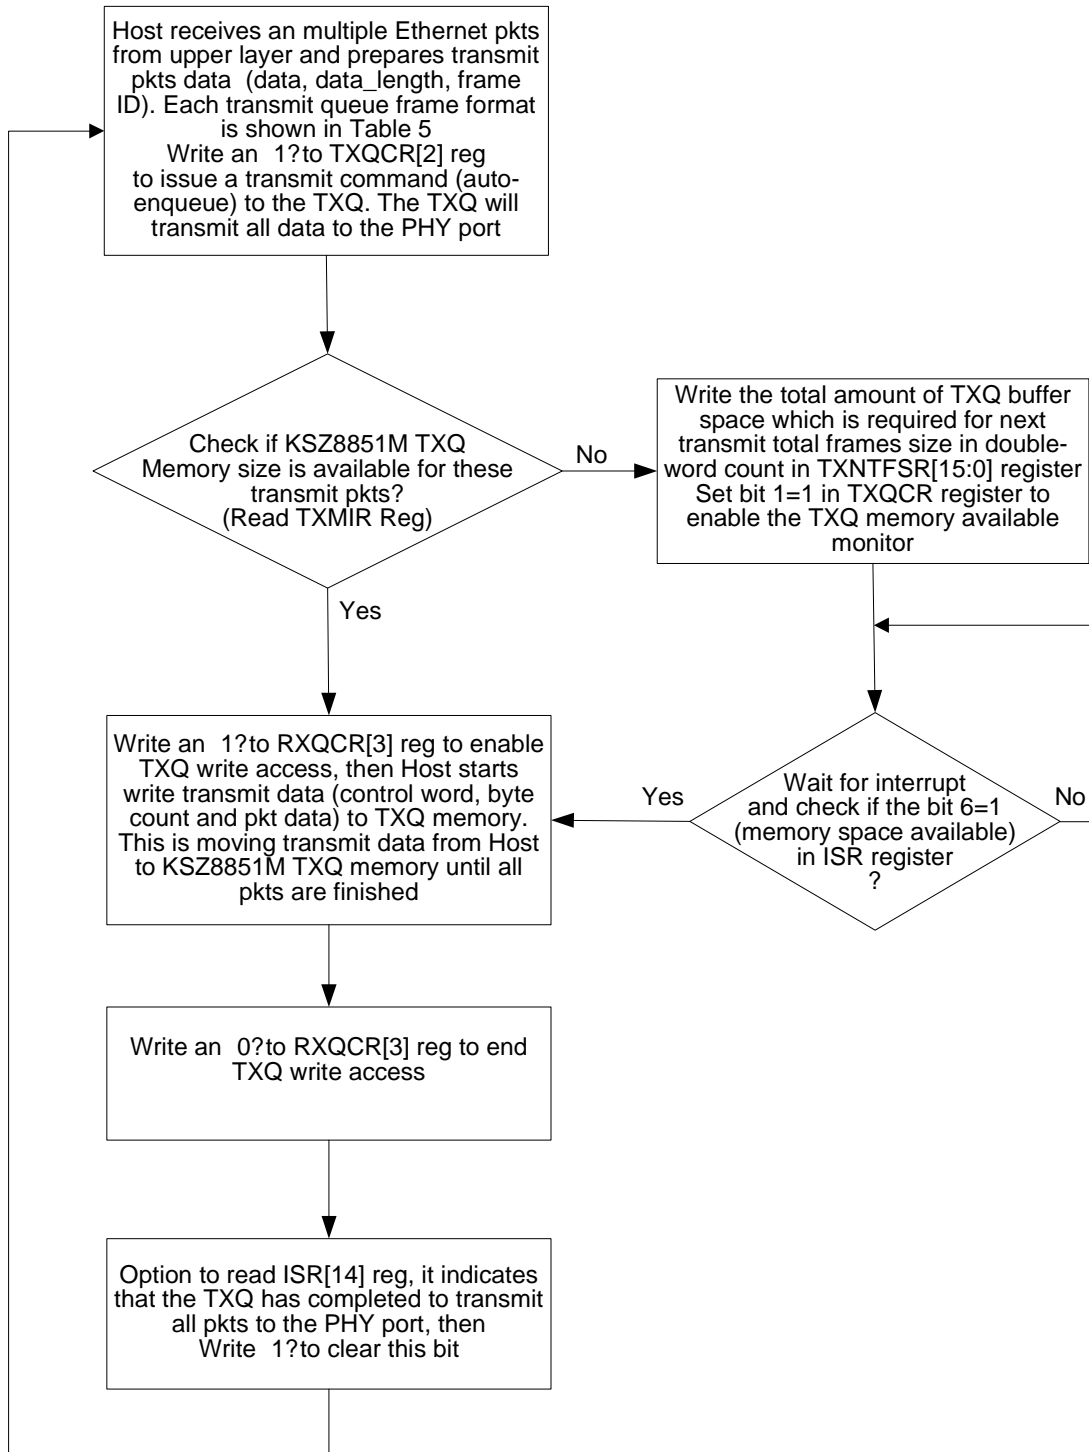 Host receives an multiple Ethernet pkts
from upper layer and prepares transmit
pkts data  (data, data_length, frame
ID). Each transmit queue frame format
is shown in Table 5
Write an  1?to TXQCR[2] reg
to issue a transmit command (auto-
enqueue) to the TXQ. The TXQ will
transmit all data to the PHY port
Check if KSZ8851M TXQ
Memory size is available for these
transmit pkts?
(Read TXMIR Reg)
No
Write the total amount of TXQ buffer
space which is required for next
transmit total frames size in double-
word count in TXNTFSR[15:0] register
Set bit 1=1 in TXQCR register to
enable the TXQ memory available
monitor
Yes
Write an  1?to RXQCR[3] reg to enable
TXQ write access, then Host starts
write transmit data (control word, byte
count and pkt data) to TXQ memory.
This is moving transmit data from Host
to KSZ8851M TXQ memory until all
pkts are finished
Yes
Wait for interrupt
and check if the bit 6=1
(memory space available)
in ISR register
?
No
Write an  0?to RXQCR[3] reg to end
TXQ write access
Option to read ISR[14] reg, it indicates
that the TXQ has completed to transmit
all pkts to the PHY port, then
Write  1?to clear this bit